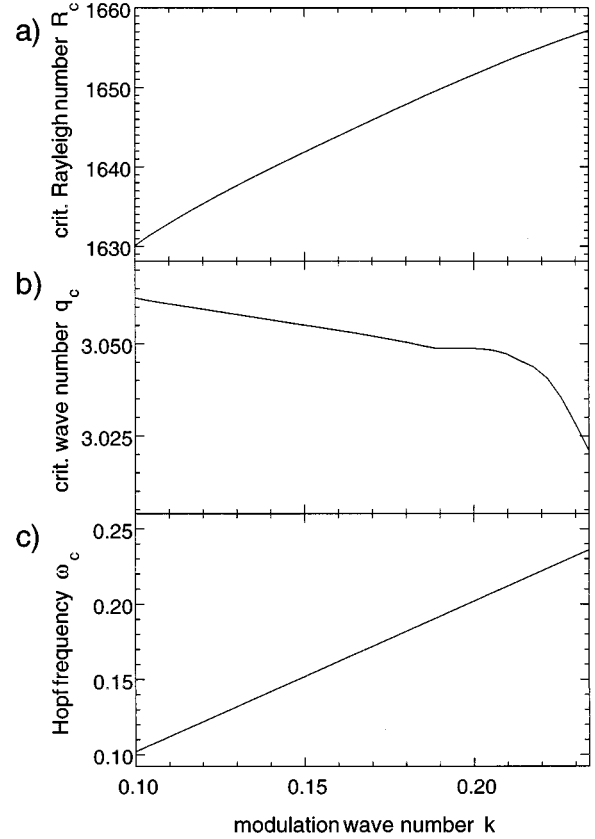 a)
crit. Rayleigh number R_c
1660
1650
1640
1630
b)
crit. wave number q_c
3.050
3.025
c)
Hopf frequency ω_c
0.25
0.20
0.15
0.10
0.10 0.15 0.20
modulation wave number k